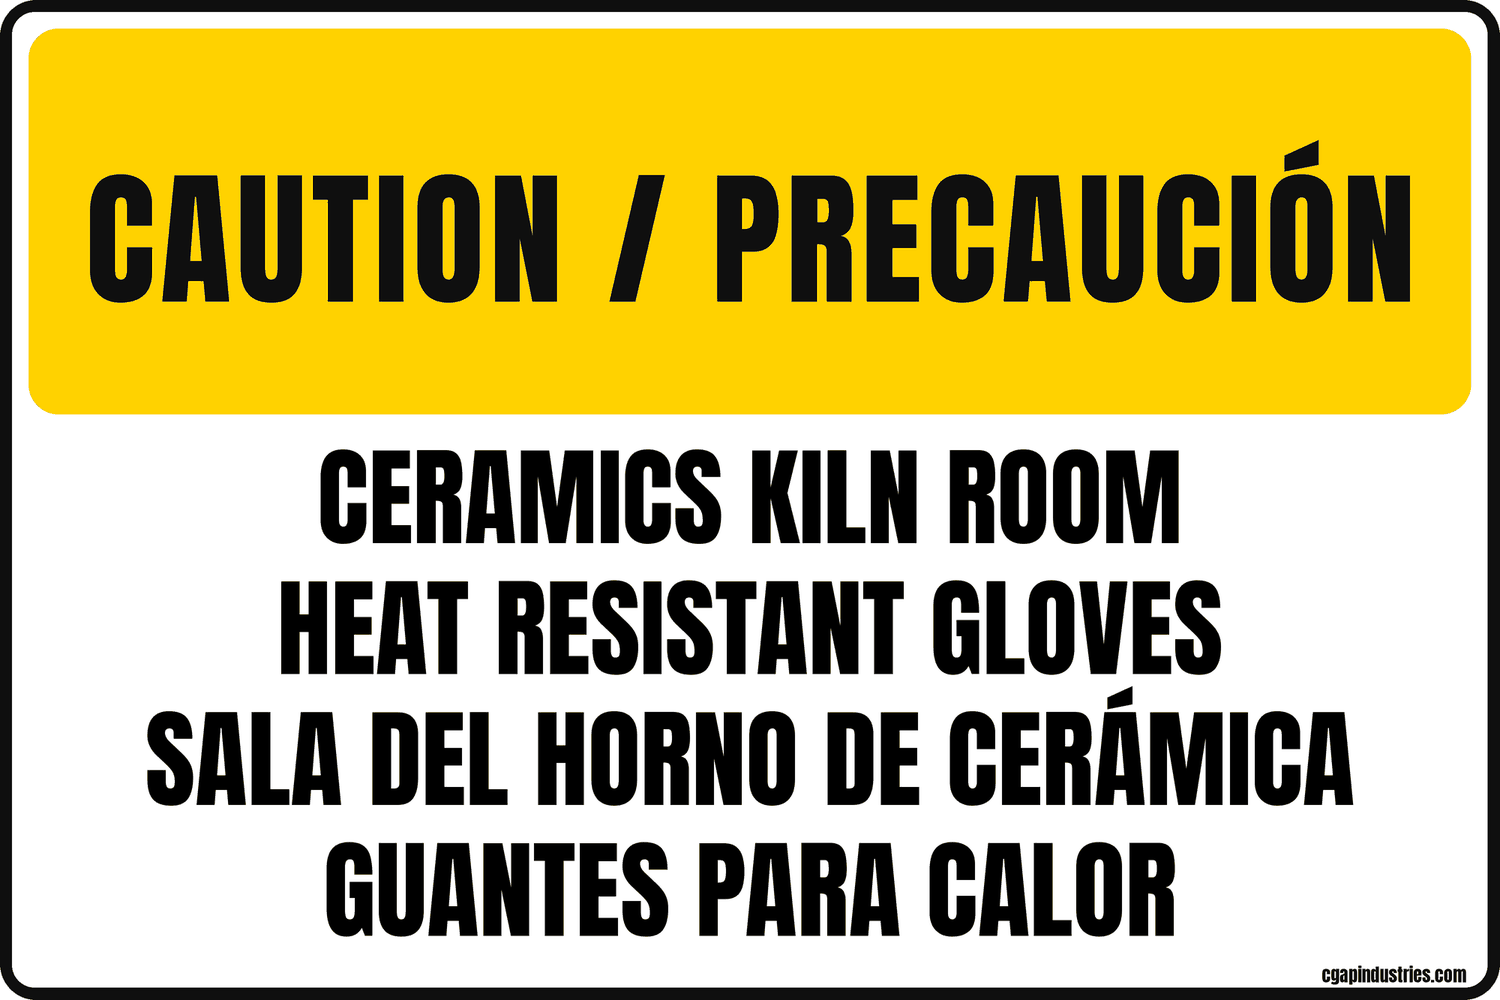 CAUTION / PRECAUCIÓN
CERAMICS KILN ROOM
HEAT RESISTANT GLOVES
SALA DEL HORNO DE CERÁMICA
GUANTES PARA CALOR
cgapindustries.com